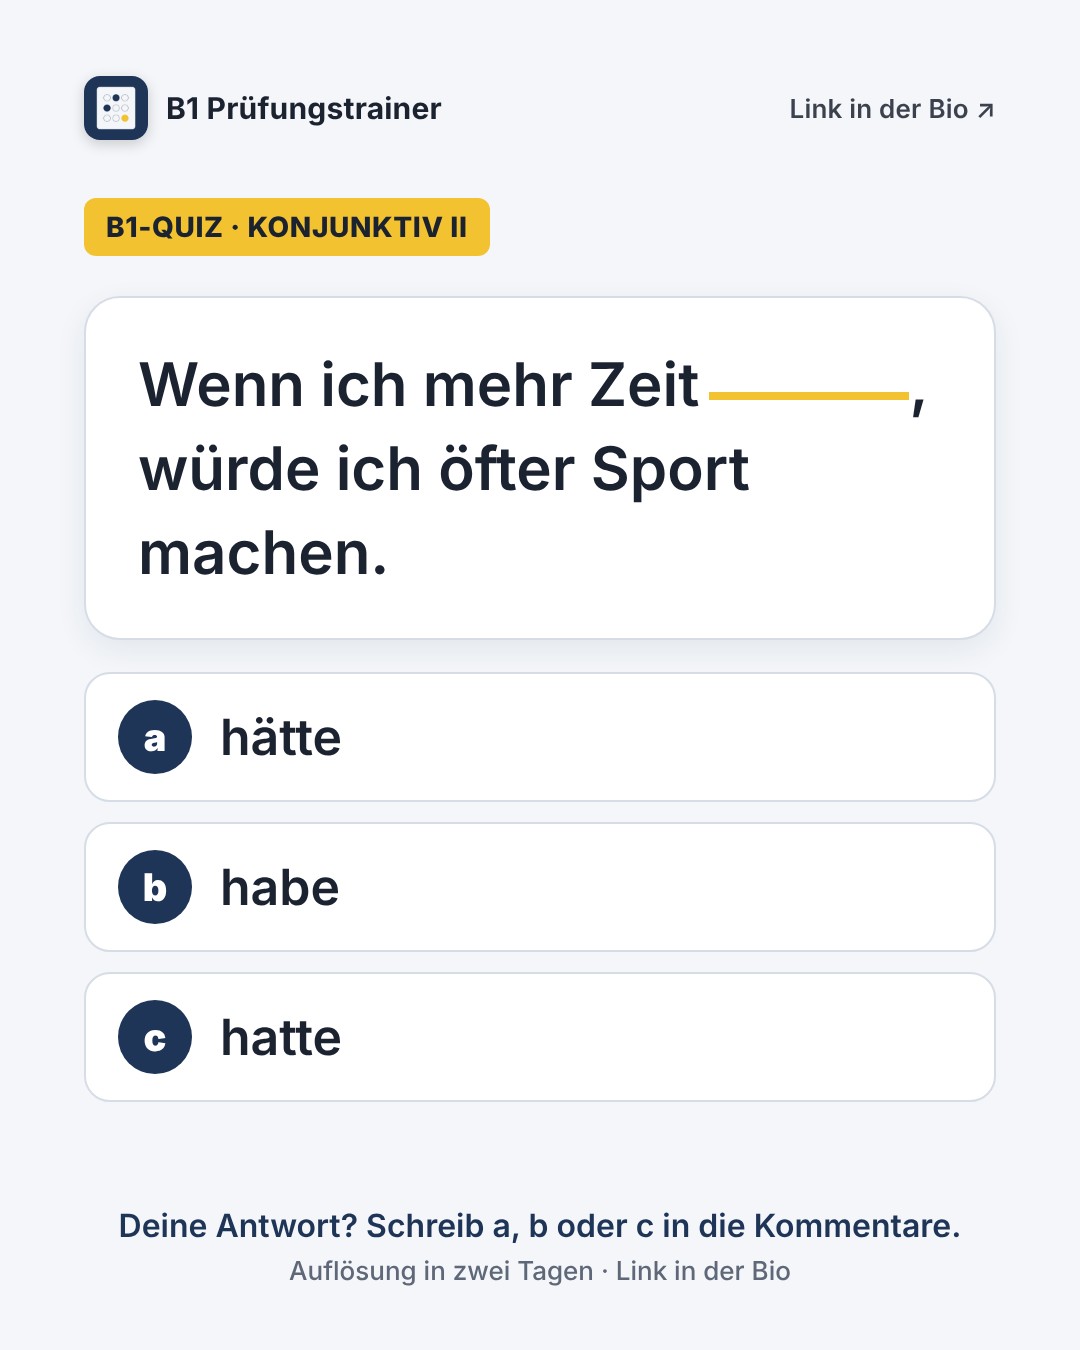 B1 Prüfungstrainer
Link in der Bio ↗
B1-QUIZ · KONJUNKTIV II
Wenn ich mehr Zeit ______,
würde ich öfter Sport
machen.
a hätte
b habe
c hatte
Deine Antwort? Schreib a, b oder c in die Kommentare.
Auflösung in zwei Tagen · Link in der Bio